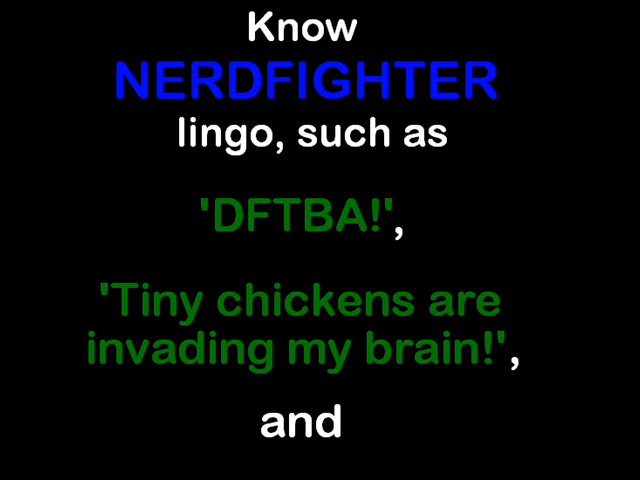 Know
NERDFIGHTER
lingo, such as
'DFTBA!',
'Tiny chickens are
invading my brain!',
and